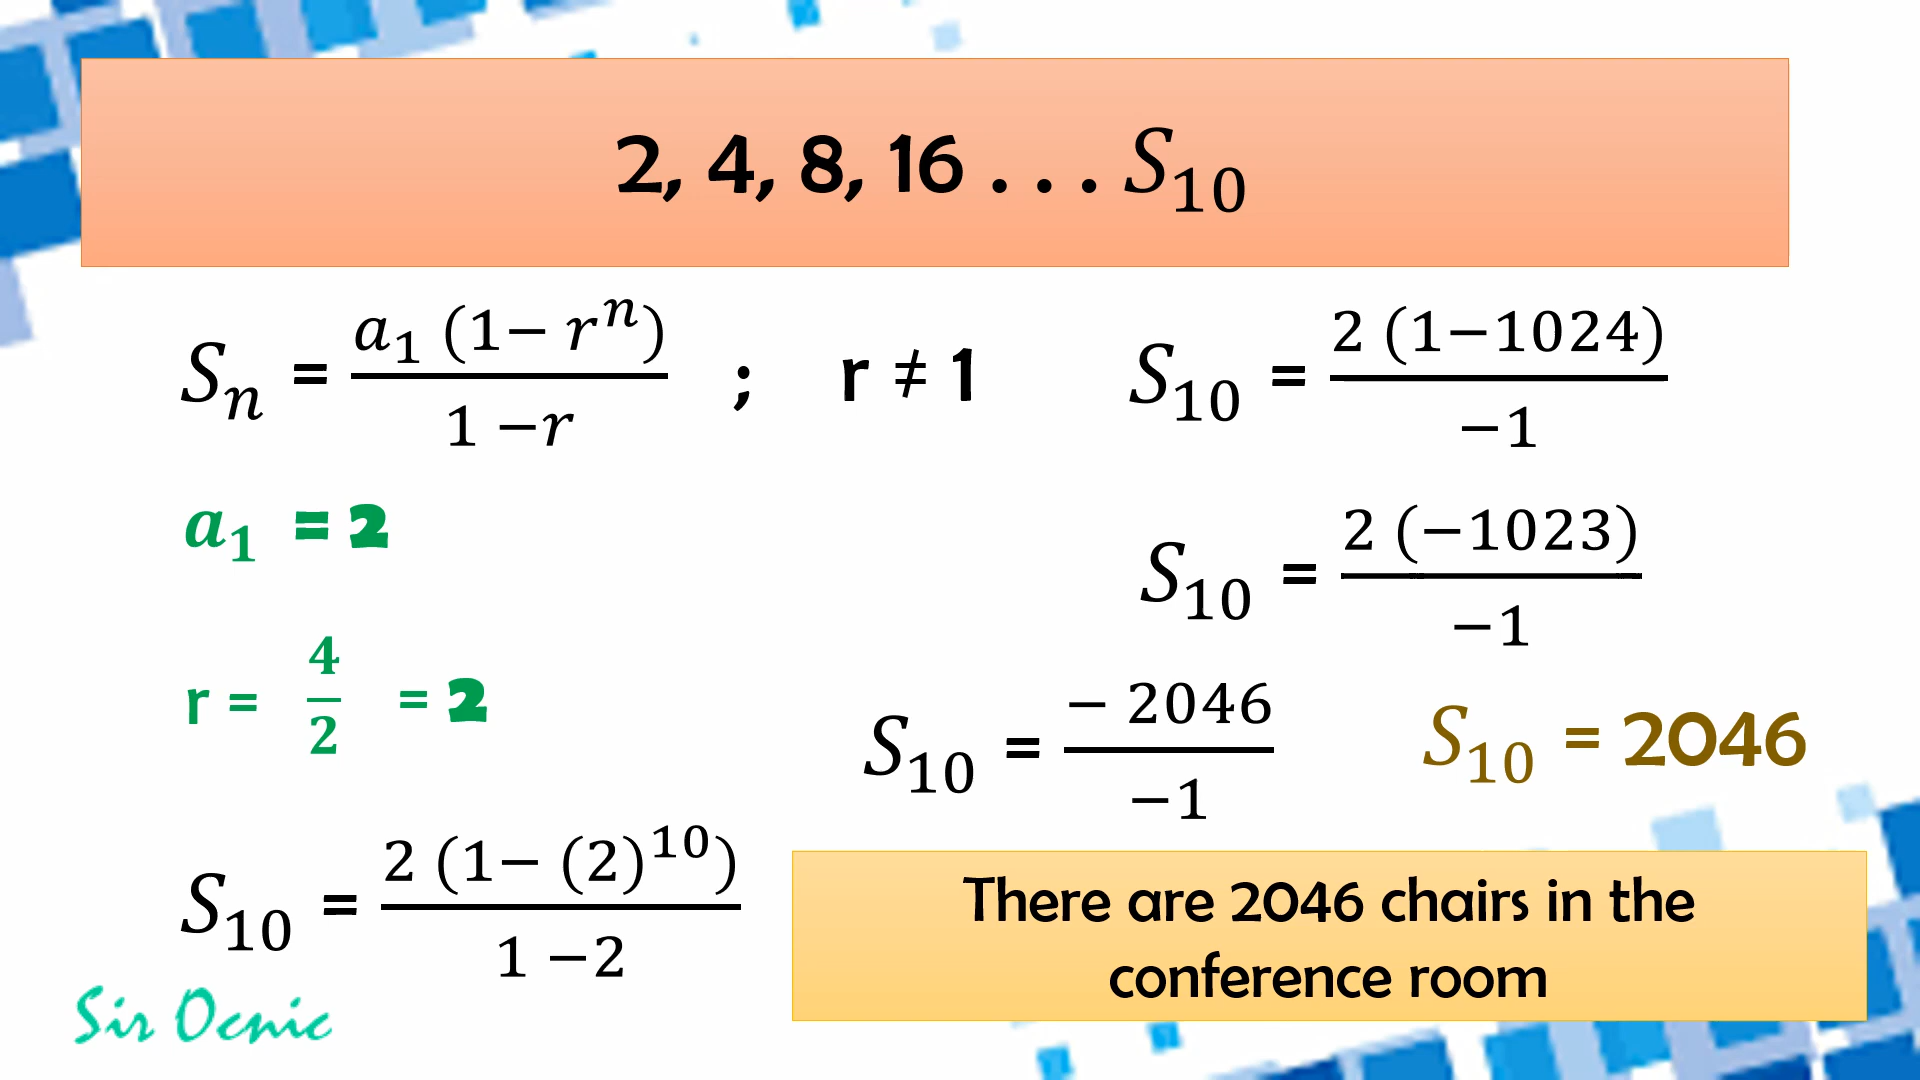 2, 4, 8, 16 . . . S₁₀
Sₙ = a₁ (1− rⁿ) / 1 −r ; r ≠ 1
a₁ = 2
r = 4/2 = 2
S₁₀ = 2 (1− (2)¹⁰) / 1 −2
S₁₀ = 2 (1−1024) / −1
S₁₀ = 2 (−1023) / −1
S₁₀ = − 2046 / −1
S₁₀ = 2046
There are 2046 chairs in the
conference room
Sir Ocnic